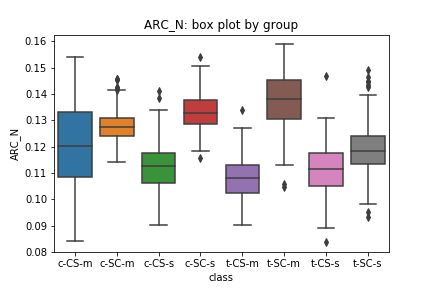 ARC_N: box plot by group
0.16
0.15
0.14
0.13
0.12
0.11
0.10
0.09
0.08
ARC_N
c-CS-m c-SC-m c-CS-s c-SC-s t-CS-m t-SC-m t-CS-s t-SC-s
class